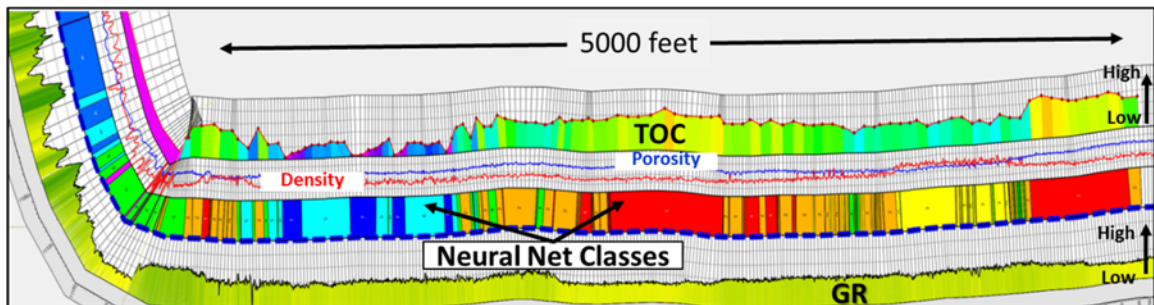 5000 feet
High
Low
TOC
Porosity
Density
Neural Net Classes
High
Low
GR